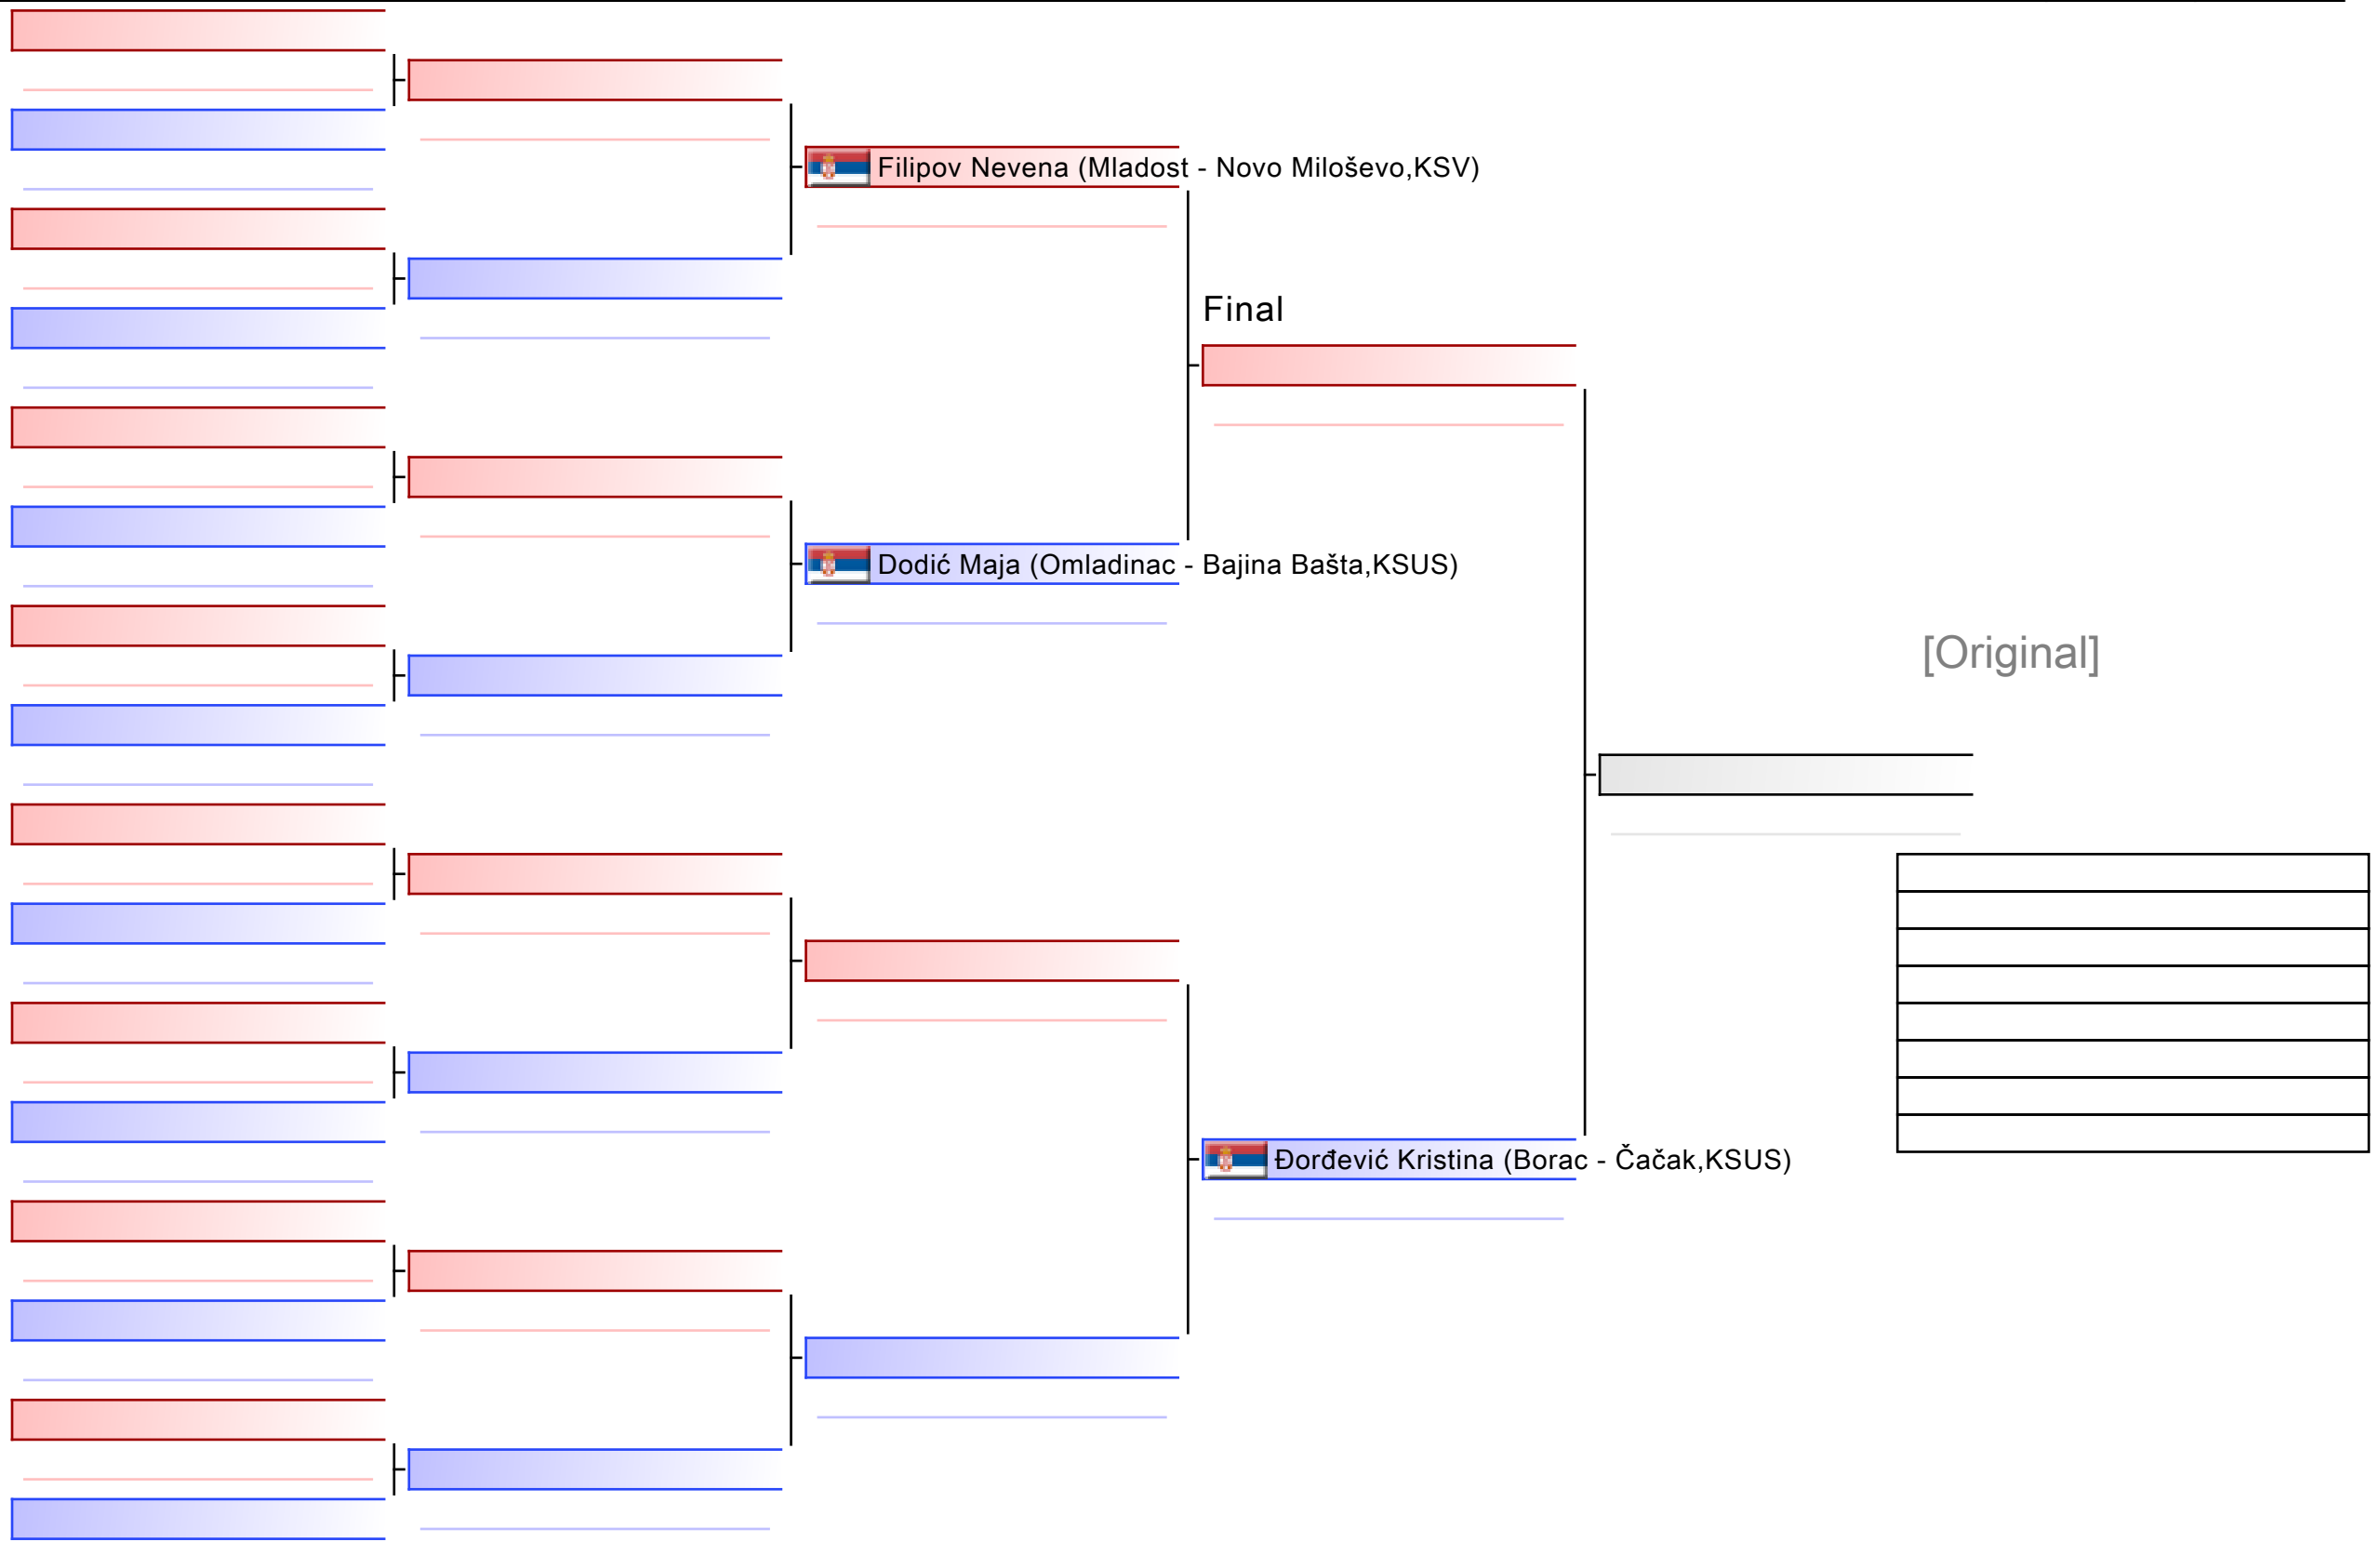 Filipov Nevena (Mladost - Novo Miloševo,KSV)
Final
Dodić Maja (Omladinac - Bajina Bašta,KSUS)
[Original]
Đorđević Kristina (Borac - Čačak,KSUS)